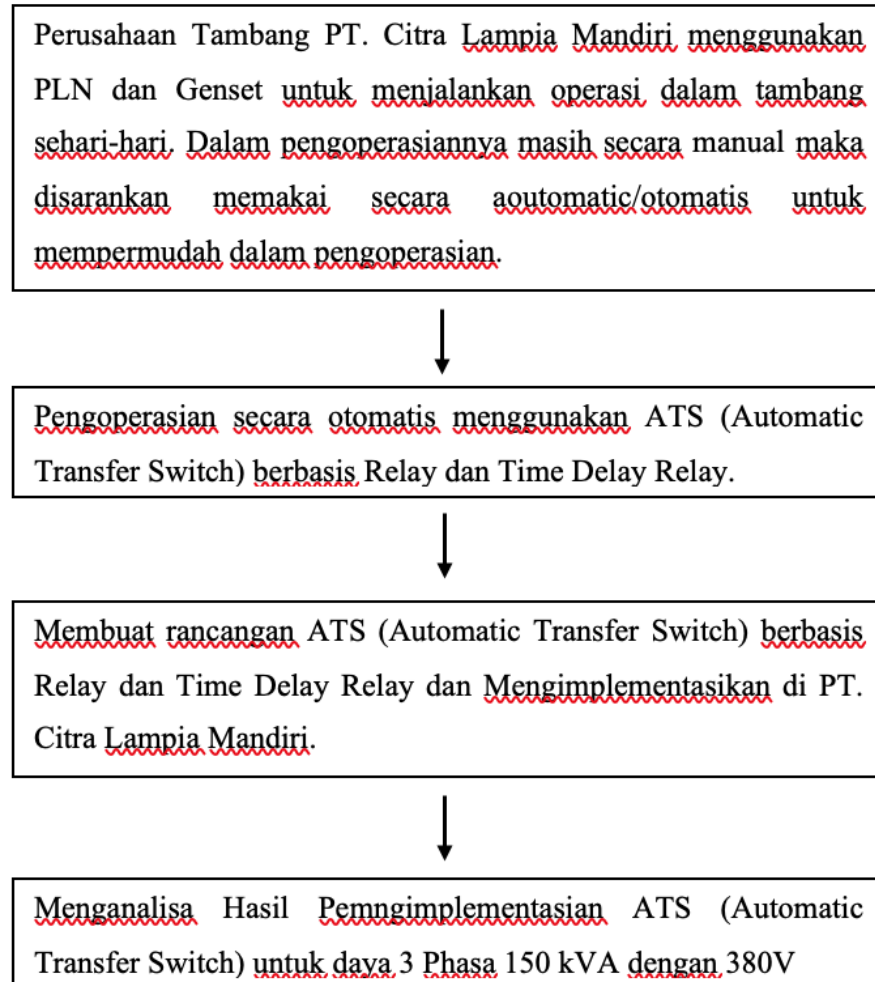 Perusahaan Tambang PT. Citra Lampia Mandiri menggunakan
PLN dan Genset untuk menjalankan operasi dalam tambang
sehari-hari. Dalam pengoperasiannya masih secara manual maka
disarankan memakai secara aoutomatic/otomatis untuk
mempermudah dalam pengoperasian.
Pengoperasian secara otomatis menggunakan ATS (Automatic
Transfer Switch) berbasis Relay dan Time Delay Relay.
Membuat rancangan ATS (Automatic Transfer Switch) berbasis
Relay dan Time Delay Relay dan Mengimplementasikan di PT.
Citra Lampia Mandiri.
Menganalisa Hasil Pemngimplementasian ATS (Automatic
Transfer Switch) untuk daya 3 Phasa 150 kVA dengan 380V